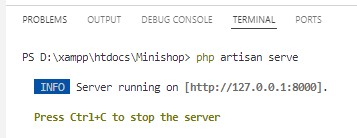 PROBLEMS OUTPUT DEBUG CONSOLE TERMINAL PORTS
PS D:\xampp\htdocs\Minishop> php artisan serve
INFO Server running on [http://127.0.0.1:8000].
Press Ctrl+C to stop the server